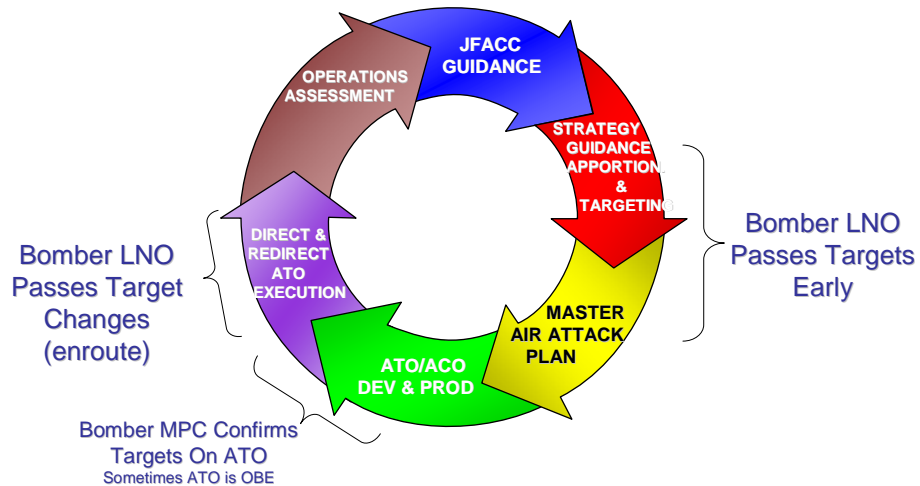 JFACC
GUIDANCE
OPERATIONS
ASSESSMENT
STRATEGY
GUIDANCE
APPORTION.
&
TARGETING
Bomber LNO
Passes Targets
Early
DIRECT &
REDIRECT
ATO
EXECUTION
Bomber LNO
Passes Target
Changes
(enroute)
MASTER
AIR ATTACK
PLAN
ATO/ACO
DEV & PROD
Bomber MPC Confirms
Targets On ATO
Sometimes ATO is OBE